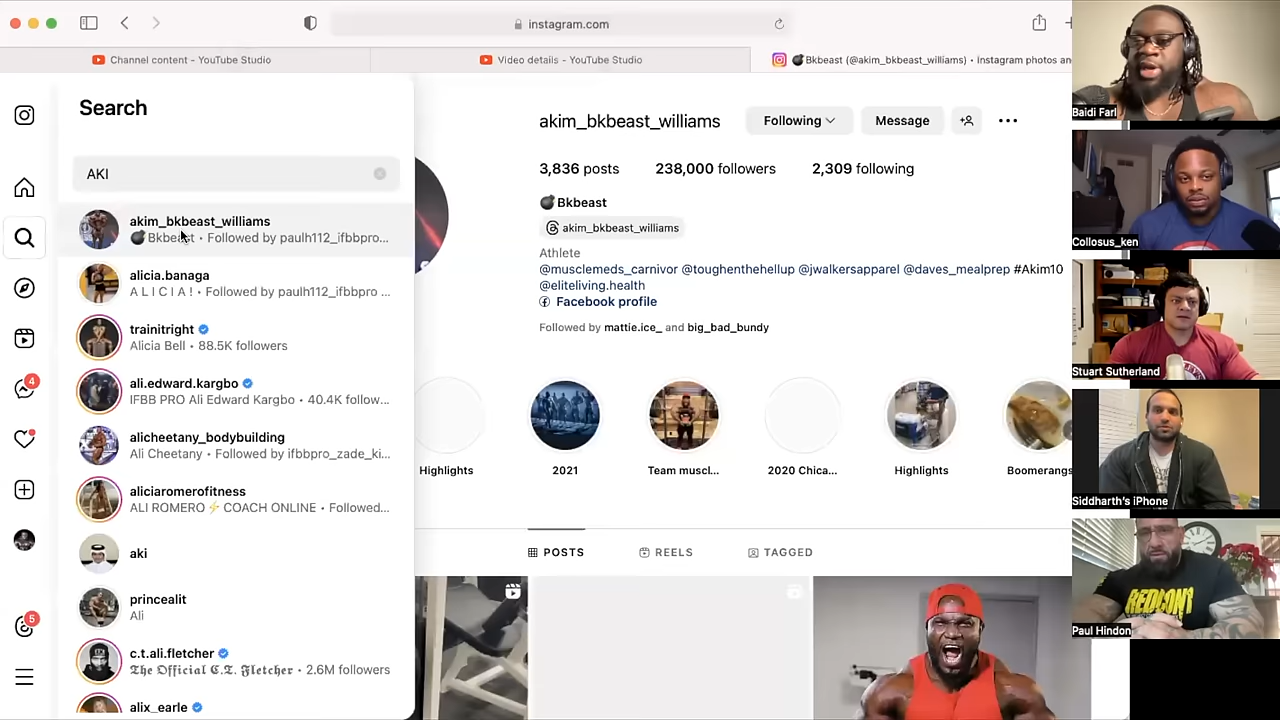 instagram.com
Channel content - YouTube Studio
Video details - YouTube Studio
Bkbeast (@akim_bkbeast_williams) • Instagram photos an
Search
AKI
akim_bkbeast_williams
Bkbeast • Followed by paulh112_ifbbpro...
alicia.banaga
A L I C I A ! • Followed by paulh112_ifbbpro ...
trainitright
Alicia Bell • 88.5K followers
ali.edward.kargbo
IFBB PRO Ali Edward Kargbo • 40.4K follow...
alicheetany_bodybuilding
Ali Cheetany • Followed by ifbbpro_zade_ki...
aliciaromerofitness
ALI ROMERO⚡COACH ONLINE • Followed...
aki
princealit
Ali
c.t.ali.fletcher
𝕿𝖍𝖊 𝕺𝖋𝖋𝖎𝖈𝖎𝖆𝖑 𝕮.𝕿. 𝕱𝖑𝖊𝖙𝖈𝖍𝖊𝖗 • 2.6M followers
alix_earle
4
5
akim_bkbeast_williams
Following
Message
3,836 posts
238,000 followers
2,309 following
Bkbeast
akim_bkbeast_williams
Athlete
@musclemeds_carnivor @toughenthehellup @jwalkersapparel @daves_mealprep #Akim10
@eliteliving.health
Facebook profile
Followed by mattie.ice_ and big_bad_bundy
Highlights
2021
Team muscl...
2020 Chica...
Highlights
Boomerangs
POSTS
REELS
TAGGED
Baidi Farl
Collosus_ken
Stuart Sutherland
Siddharth's iPhone
REDCON1
Paul Hindon